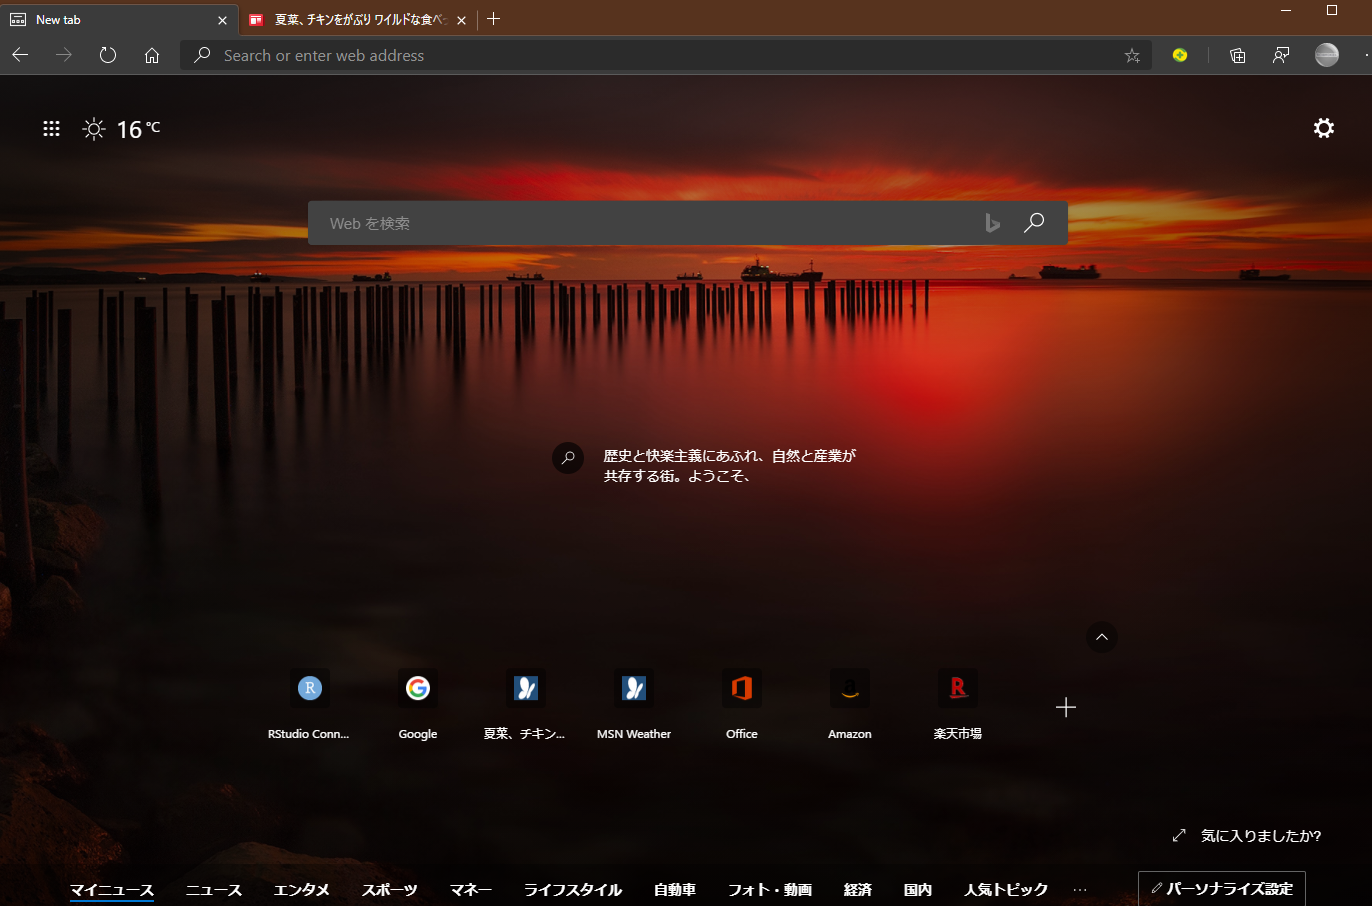 New tab
夏菜、チキンをがぶり ワイルドな食べ
Search or enter web address
16 °C
Web を検索
歴史と快楽主義にあふれ、自然と産業が
共存する街。ようこそ、
RStudio Conn...
Google
夏菜、チキン...
MSN Weather
Office
Amazon
楽天市場
気に入りましたか?
マイニュース ニュース エンタメ スポーツ マネー ライフスタイル 自動車 フォト・動画 経済 国内 人気トピック ... パーソナライズ設定